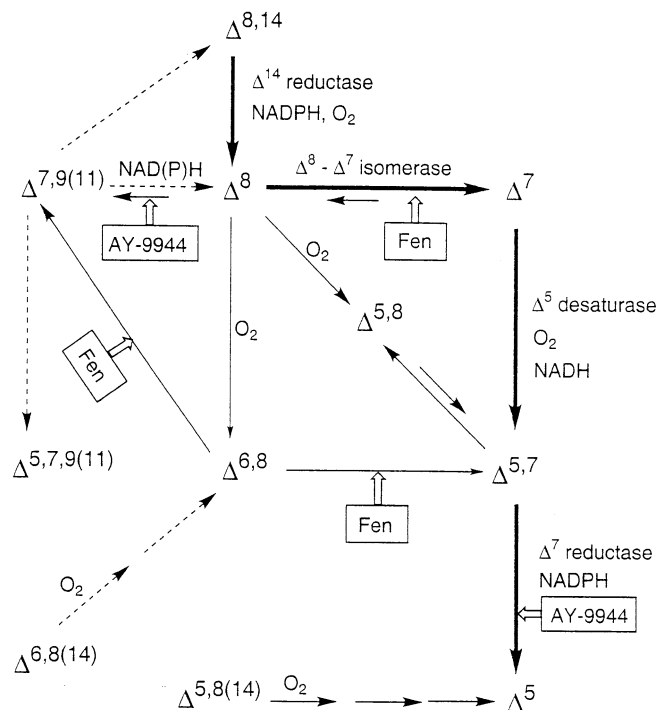 Δ8,14
Δ14 reductase
NADPH, O2
NAD(P)H
Δ8 - Δ7 isomerase
Δ7,9(11)
Δ8
Δ7
AY-9944
Fen
O2
Δ5,8
Δ5 desaturase
O2
NADH
O2
Fen
Δ5,7,9(11)
Δ6,8
Δ5,7
Fen
Δ7 reductase
NADPH
O2
AY-9944
Δ6,8(14)
Δ5,8(14)
O2
Δ5